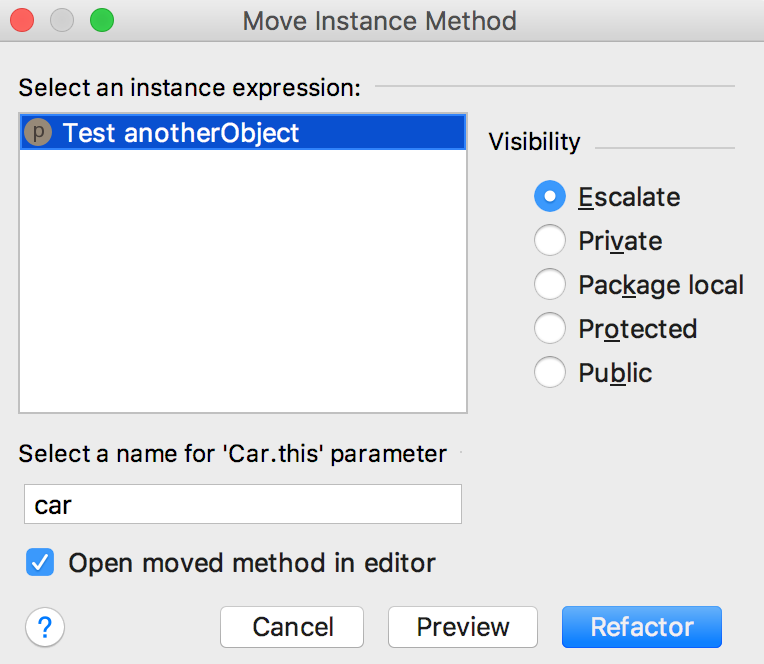 Move Instance Method
Select an instance expression:
p Test anotherObject
Visibility
Escalate
Private
Package local
Protected
Public
Select a name for 'Car.this' parameter
car
Open moved method in editor
? Cancel Preview Refactor